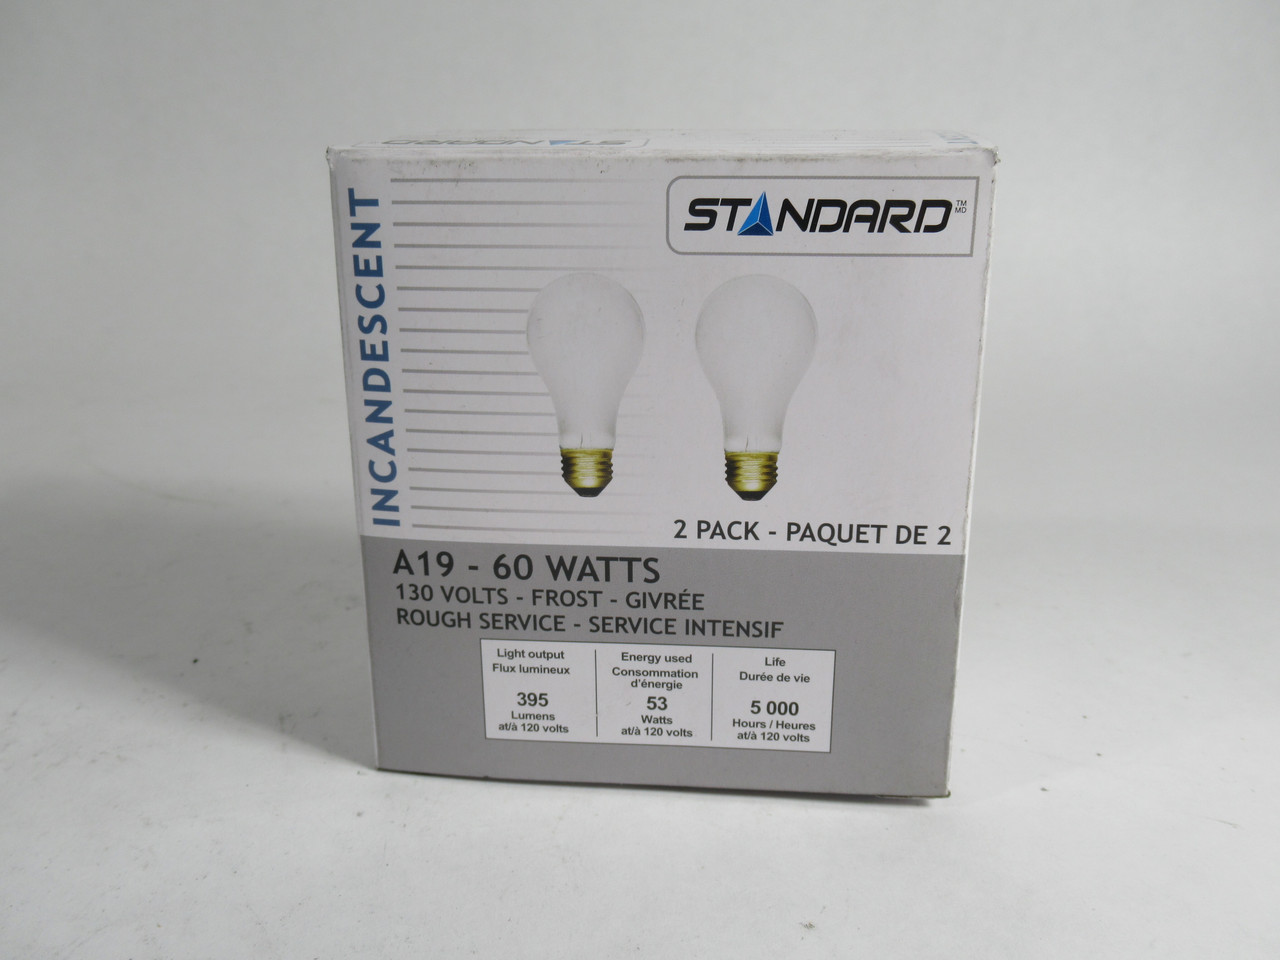 STANDARD
STANDARD™ MD
INCANDESCENT
2 PACK - PAQUET DE 2
A19 - 60 WATTS
130 VOLTS - FROST - GIVRÉE
ROUGH SERVICE - SERVICE INTENSIF
Light output
Flux lumineux
395
Lumens
at/à 120 volts
Energy used
Consommation
d'énergie
53
Watts
at/à 120 volts
Life
Durée de vie
5 000
Hours / Heures
at/à 120 volts